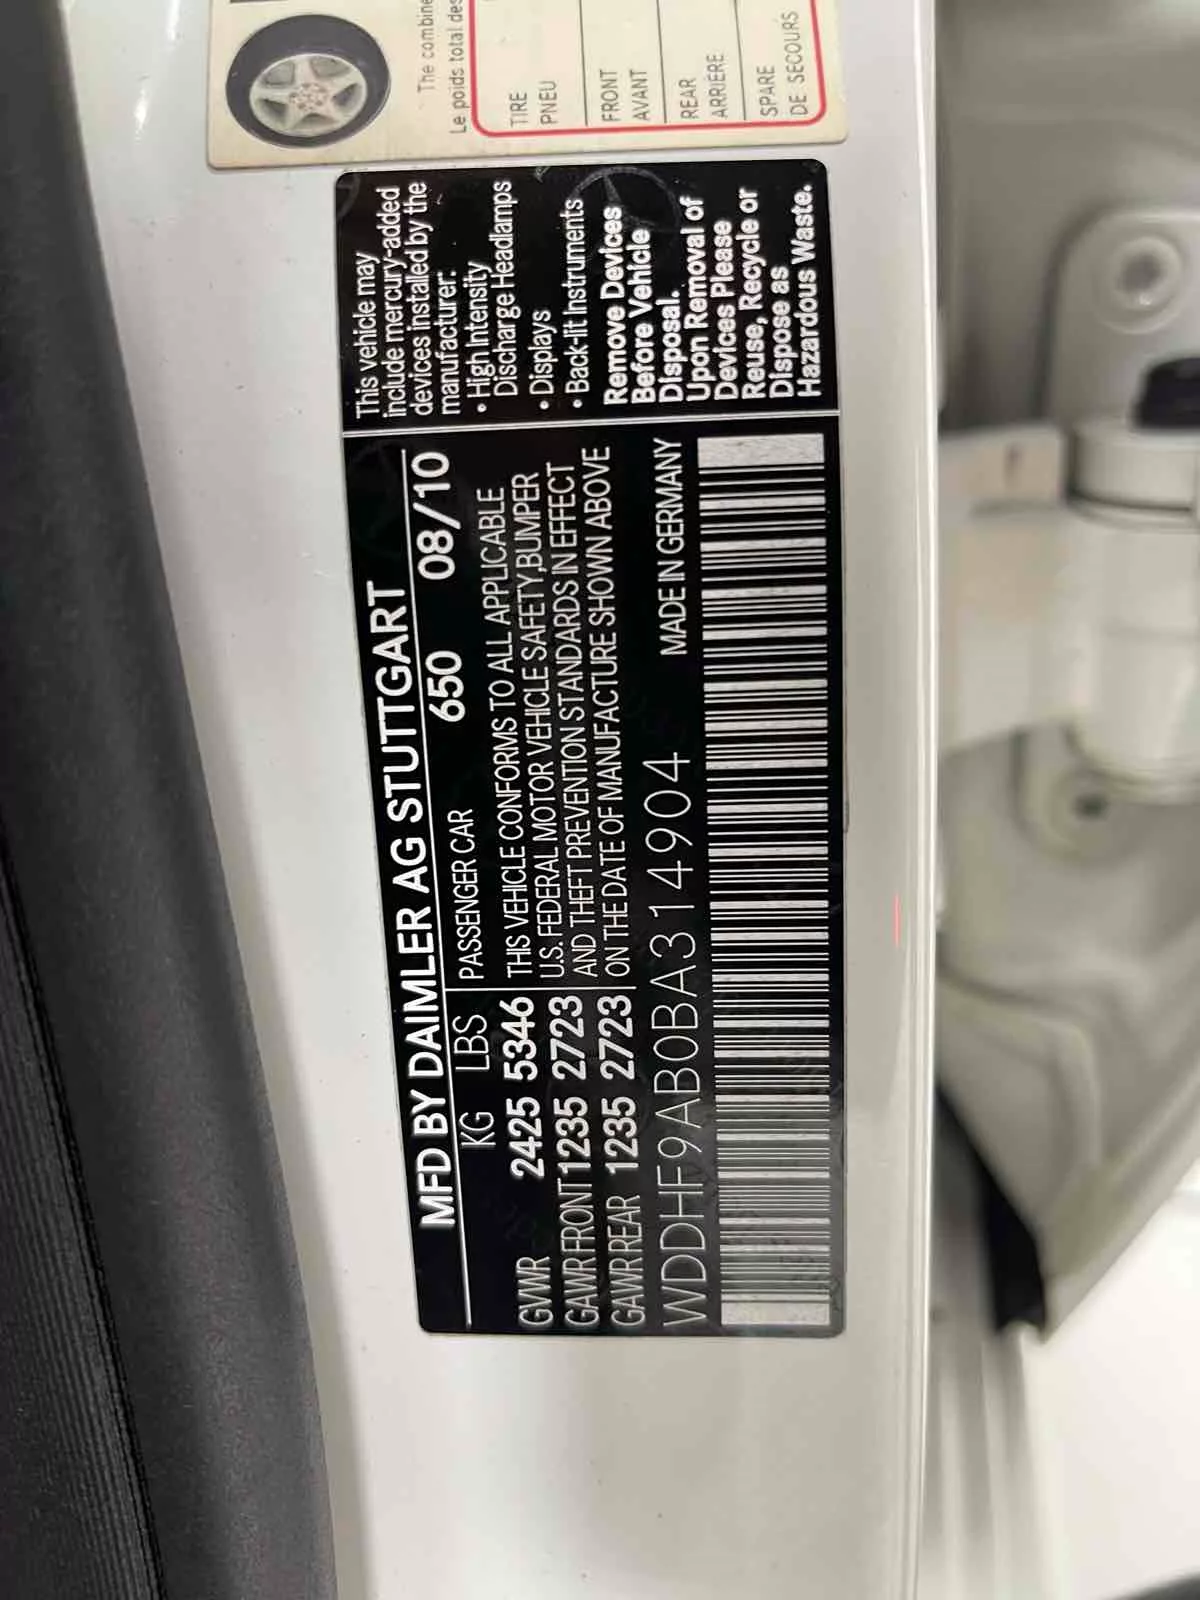 MFD BY DAIMLER AG STUTTGART
KG LBS PASSENGER CAR 650 08/10
GVWR 2425 5346
GAWR FRONT 1235 2723
GAWR REAR 1235 2723
THIS VEHICLE CONFORMS TO ALL APPLICABLE
U.S. FEDERAL MOTOR VEHICLE SAFETY,BUMPER
AND THEFT PREVENTION STANDARDS IN EFFECT
ON THE DATE OF MANUFACTURE SHOWN ABOVE
WDDHF9AB0BA314904 MADE IN GERMANY
This vehicle may
include mercury-added
devices installed by the
manufacturer:
• High Intensity
Discharge Headlamps
• Displays
• Back-lit Instruments
Remove Devices
Before Vehicle
Disposal.
Upon Removal of
Devices Please
Reuse, Recycle or
Dispose as
Hazardous Waste.
The combine
Le poids total des
TIRE
PNEU
FRONT
AVANT
REAR
ARRIÈRE
SPARE
DE SECOURS